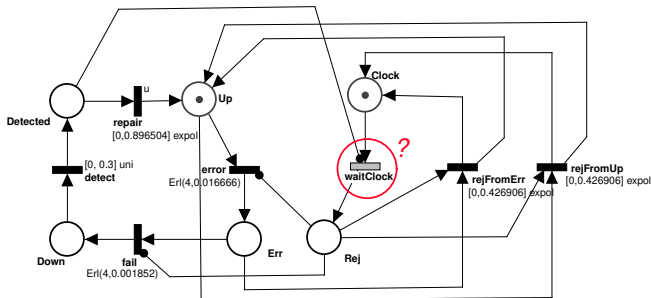 u
Clock
Up
?
Detected
repair
[0,0.896504] expol
[0, 0.3] uni
detect
error
Erl(4,0.016666)
waitClock
rejFromErr
[0,0.426906] expol
rejFromUp
[0,0.426906] expol
Down
fail
Erl(4,0.001852)
Err
Rej